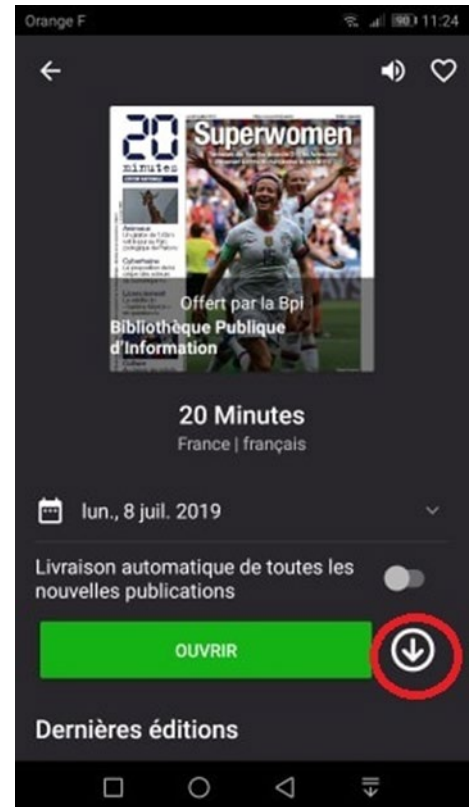 Orange F
90 11:24
20
minutes
Superwomen
Offert par la Bpi
Bibliothèque Publique
d'Information
20 Minutes
France | français
lun., 8 juil. 2019
Livraison automatique de toutes les
nouvelles publications
OUVRIR
Dernières éditions